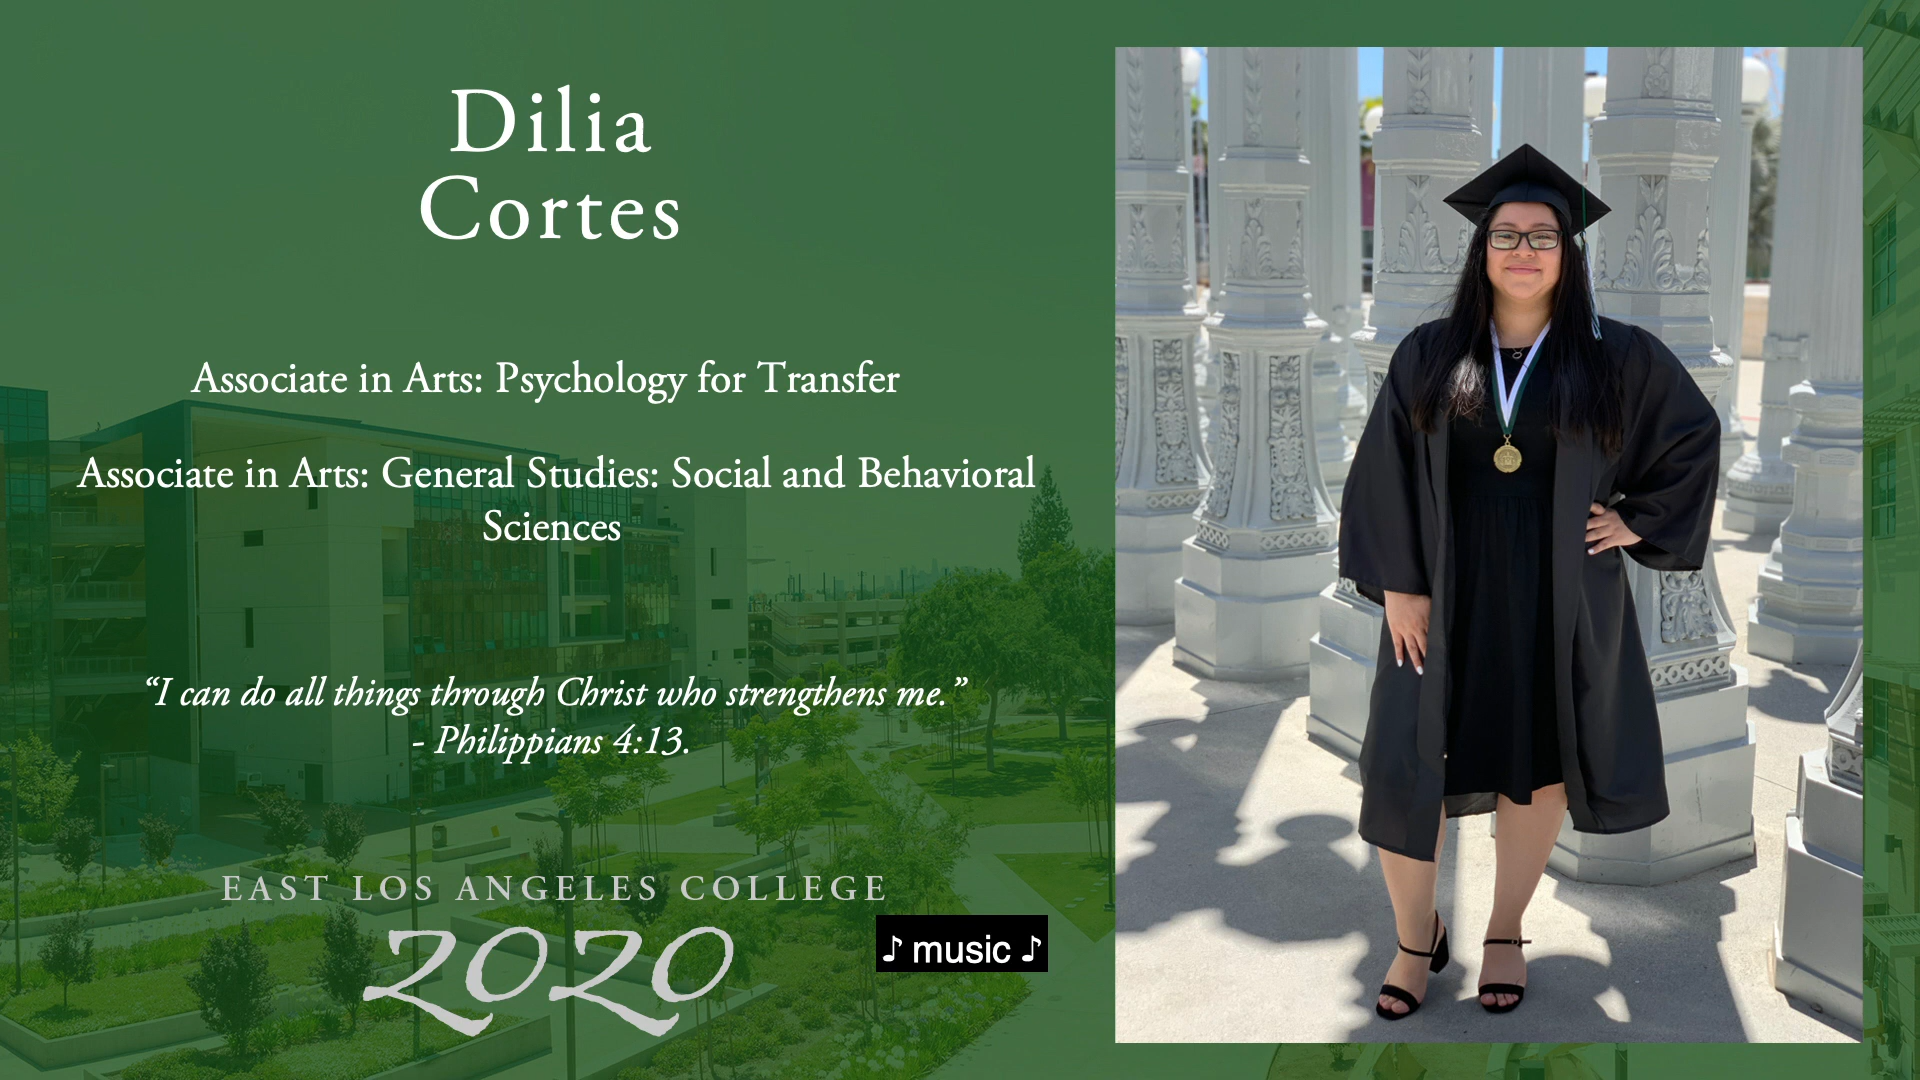 Dilia
Cortes
Associate in Arts: Psychology for Transfer
Associate in Arts: General Studies: Social and Behavioral
Sciences
“I can do all things through Christ who strengthens me.”
- Philippians 4:13.
EAST LOS ANGELES COLLEGE
2020
♪ music ♪